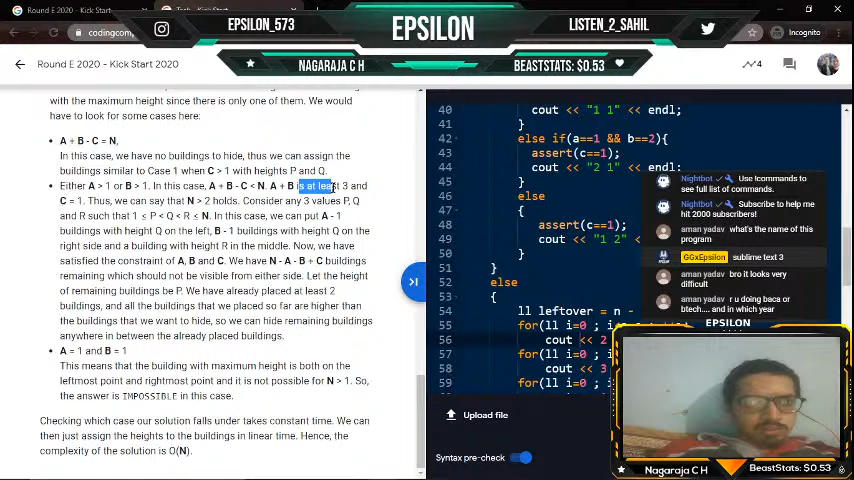 Round E 2020 - Kick Start
Incognito
codingcom
EPSILON_573
EPSILON
LISTEN_2_SAHIL
NAGARAJA C H
BEASTSTATS: $0.53
Round E 2020 - Kick Start 2020
4
with the maximum height since there is only one of them. We would
have to look for some cases here:
A + B - C = N,
In this case, we have no buildings to hide, thus we can assign the
buildings similar to Case 1 when C > 1 with heights P and Q.
Either A > 1 or B > 1. In this case, A + B - C < N. A + B is at least 3 and
C = 1. Thus, we can say that N > 2 holds. Consider any 3 values P, Q
and R such that 1 ≤ P < Q < R ≤ N. In this case, we can put A - 1
buildings with height Q on the left, B - 1 buildings with height Q on the
right side and a building with height R in the middle. Now, we have
satisfied the constraint of A, B and C. We have N - A - B + C buildings
remaining which should not be visible from either side. Let the height
of remaining buildings be P. We have already placed at least 2
buildings, and all the buildings that we placed so far are higher than
the buildings that we want to hide, so we can hide remaining buildings
anywhere in between the already placed buildings.
A = 1 and B = 1
This means that the building with maximum height is both on the
leftmost point and rightmost point and it is not possible for N > 1. So,
the answer is IMPOSSIBLE in this case.
Checking which case our solution falls under takes constant time. We can
then just assign the heights to the buildings in linear time. Hence, the
complexity of the solution is O(N).
40 cout << "1 1" << endl;
41 }
42 else if(a==1 && b==2){
43 assert(c==1);
44 cout << "2 1" << endl;
45 }
46 else
47 {
48 assert(c==1);
49 cout << "1 2" <
50 }
51 }
52 else
53 {
54 ll leftover = n -
55 for(ll i=0 ;
56 cout << 2
57 for(ll i=0 ;
58 cout << 3
59 for(ll i=0 ;
Upload file
Syntax pre-check
Nightbot Use !commands to
see full list of commands.
Nightbot Subscribe to help me
hit 2000 subscribers!
aman yadav what's the name of this
program
GGxEpsilon sublime text 3
aman yadav bro it looks very
difficult
aman yadav r u doing baca or
btech.... and in which year
EPSILON
Nagaraja C H
BeastStats: $0.53